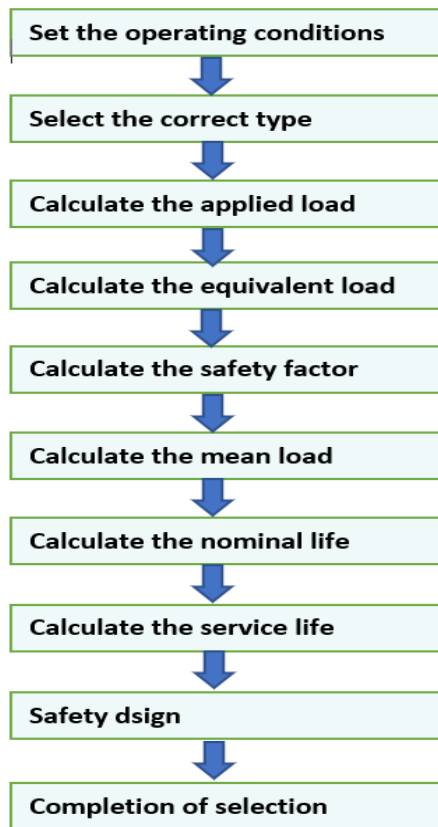 Set the operating conditions
Select the correct type
Calculate the applied load
Calculate the equivalent load
Calculate the safety factor
Calculate the mean load
Calculate the nominal life
Calculate the service life
Safety dsign
Completion of selection